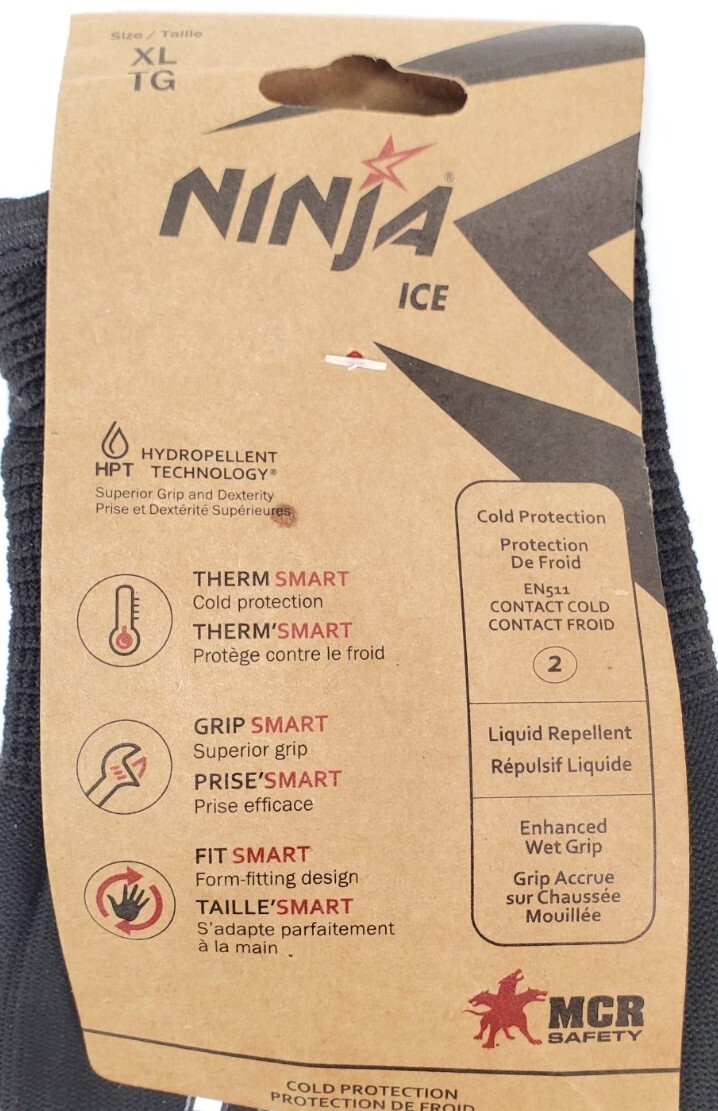 Size / Taille
XL
TG
NINJA®
ICE
HPT HYDROPELLENT
TECHNOLOGY®
Superior Grip and Dexterity
Prise et Dextérité Supérieures
THERM SMART
Cold protection
THERM'SMART
Protège contre le froid
GRIP SMART
Superior grip
PRISE'SMART
Prise efficace
FIT SMART
Form-fitting design
TAILLE'SMART
S'adapte parfaitement
à la main
Cold Protection
Protection
De Froid
EN511
CONTACT COLD
CONTACT FROID
2
Liquid Repellent
Répulsif Liquide
Enhanced
Wet Grip
Grip Accrue
sur Chaussée
Mouillée
MCR
SAFETY
COLD PROTECTION
PROTECTION DE FROID